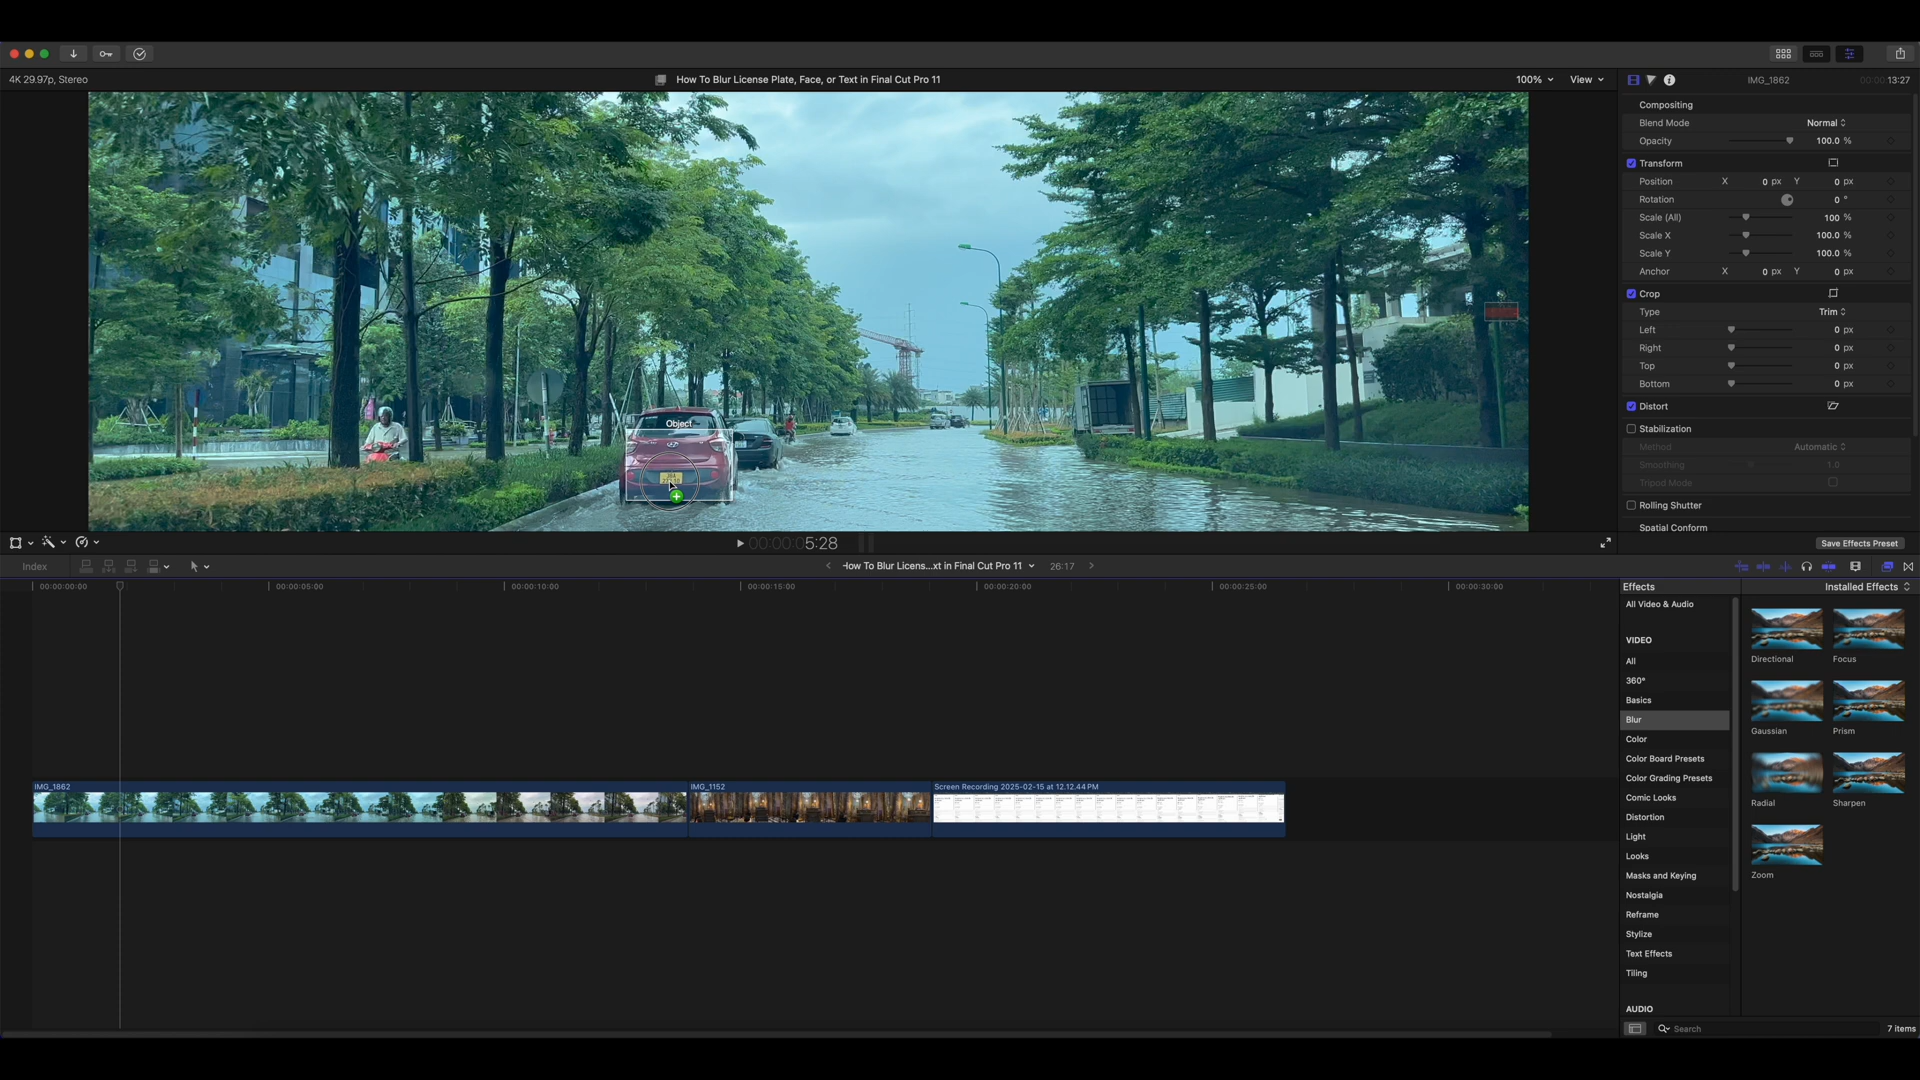 4K 29.97p, Stereo
How To Blur License Plate, Face, or Text in Final Cut Pro 11
100%
View
IMG_1862
00:00:00:13:27
Compositing
Blend Mode
Normal
Opacity
100.0 %
Transform
Position X 0 px Y 0 px
Rotation 0 °
Scale (All) 100 %
Scale X 100.0 %
Scale Y 100.0 %
Anchor X 0 px Y 0 px
Crop
Type Trim
Left 0 px
Right 0 px
Top 0 px
Bottom 0 px
Distort
Stabilization
Method Automatic
Smoothing 1.0
Tripod Mode
Rolling Shutter
Spatial Conform
Object
00:00:05:28
Save Effects Preset
Index
How To Blur Licens...xt in Final Cut Pro 11
26:17
00:00:00:00
00:00:05:00
00:00:10:00
00:00:15:00
00:00:20:00
00:00:25:00
00:00:30:00
IMG_1862
IMG_1152
Screen Recording 2025-02-15 at 12.12.44 PM
Effects
Installed Effects
All Video & Audio
VIDEO
All
360°
Basics
Blur
Color
Color Board Presets
Color Grading Presets
Comic Looks
Distortion
Light
Looks
Masks and Keying
Nostalgia
Reframe
Stylize
Text Effects
Tiling
AUDIO
Directional
Focus
Gaussian
Prism
Radial
Sharpen
Zoom
Search
7 items